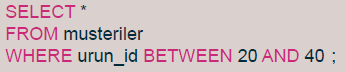 SELECT *
FROM musteriler
WHERE urun_id BETWEEN 20 AND 40 ;